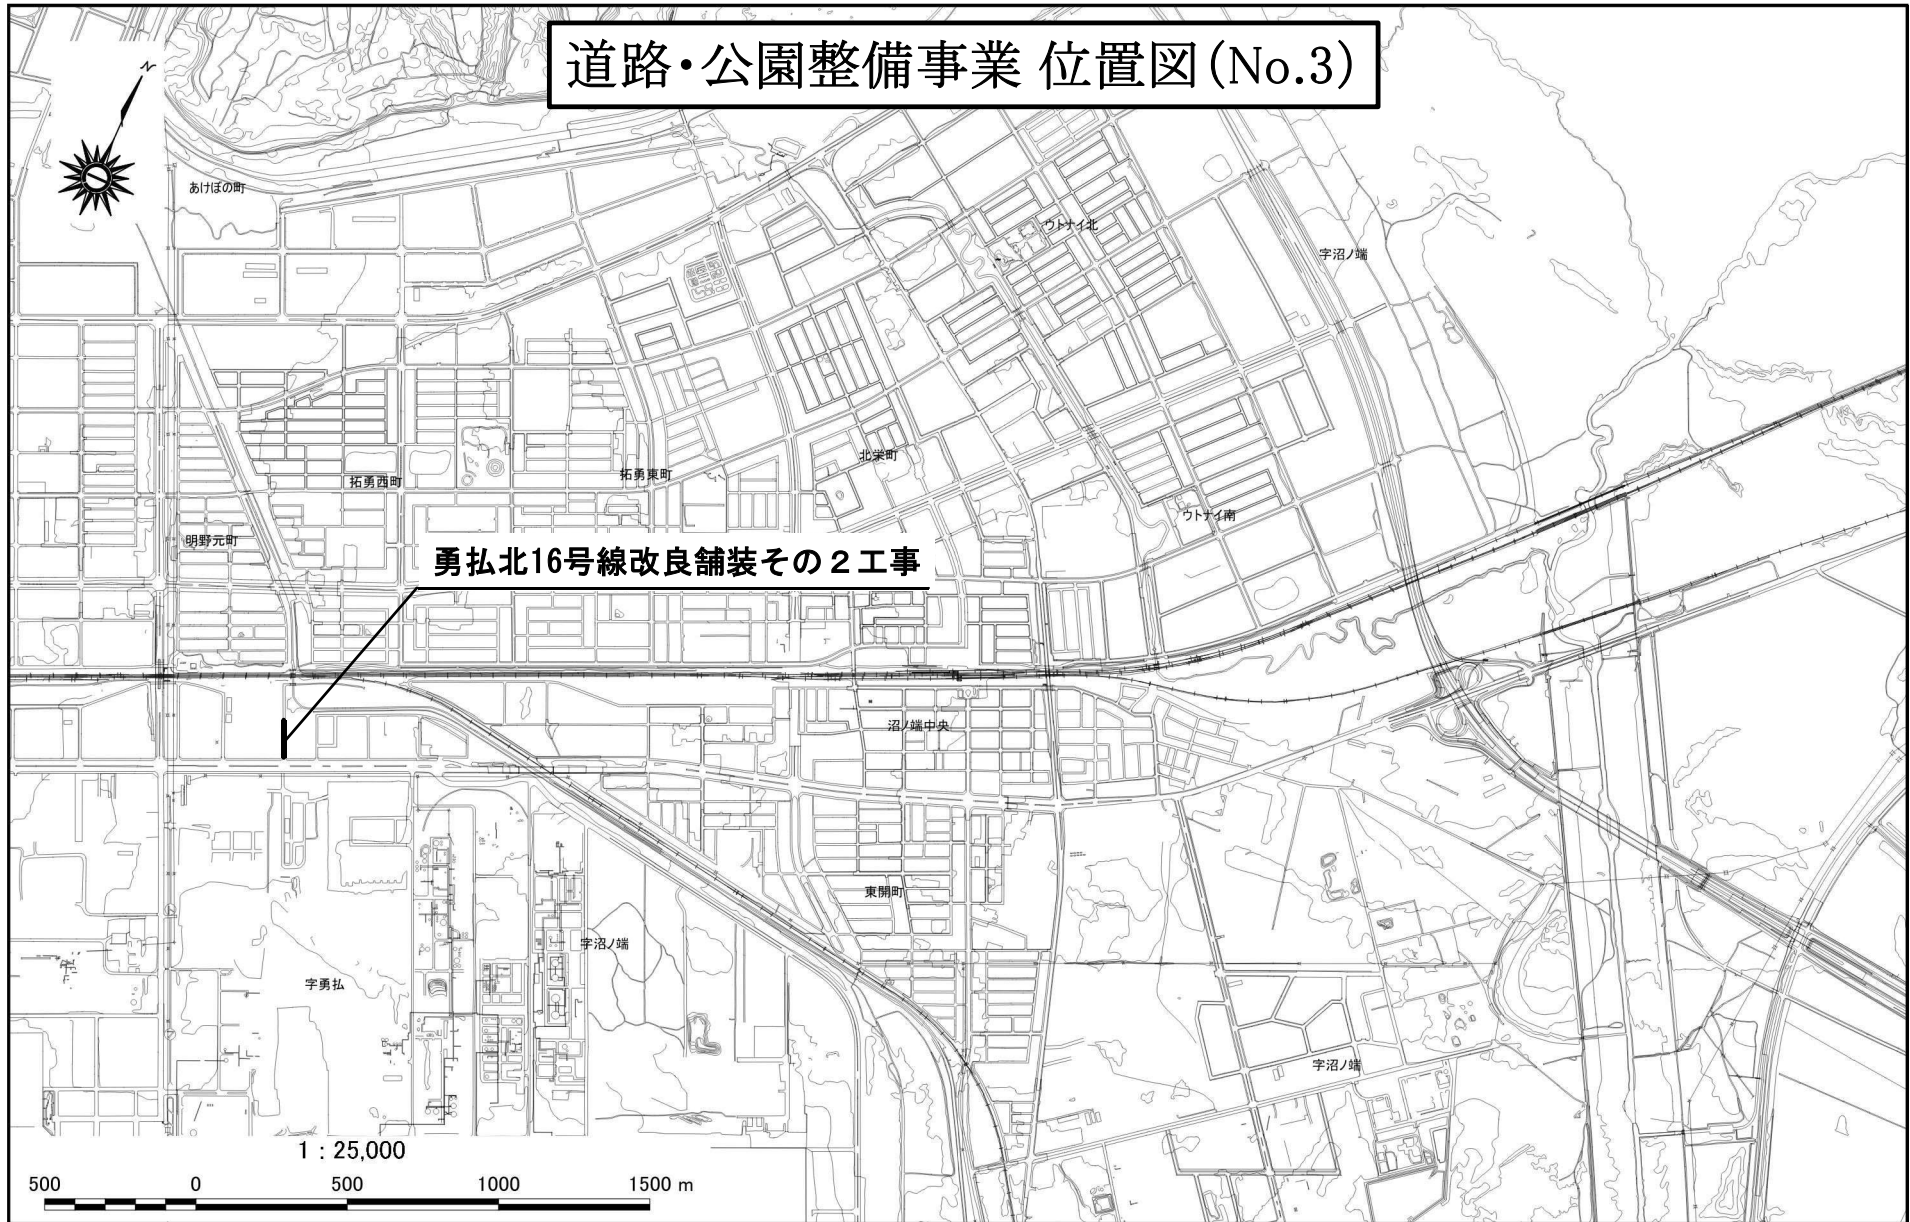 道路・公園整備事業 位置図(No.3)
N
あけぼの町
ウトナイ北
字沼ノ端
北栄町
拓勇東町
拓勇西町
ウトナイ南
明野元町
勇払北16号線改良舗装その２工事
沼ノ端中央
東開町
字沼ノ端
字勇払
字沼ノ端
1 : 25,000
500 0 500 1000 1500 m